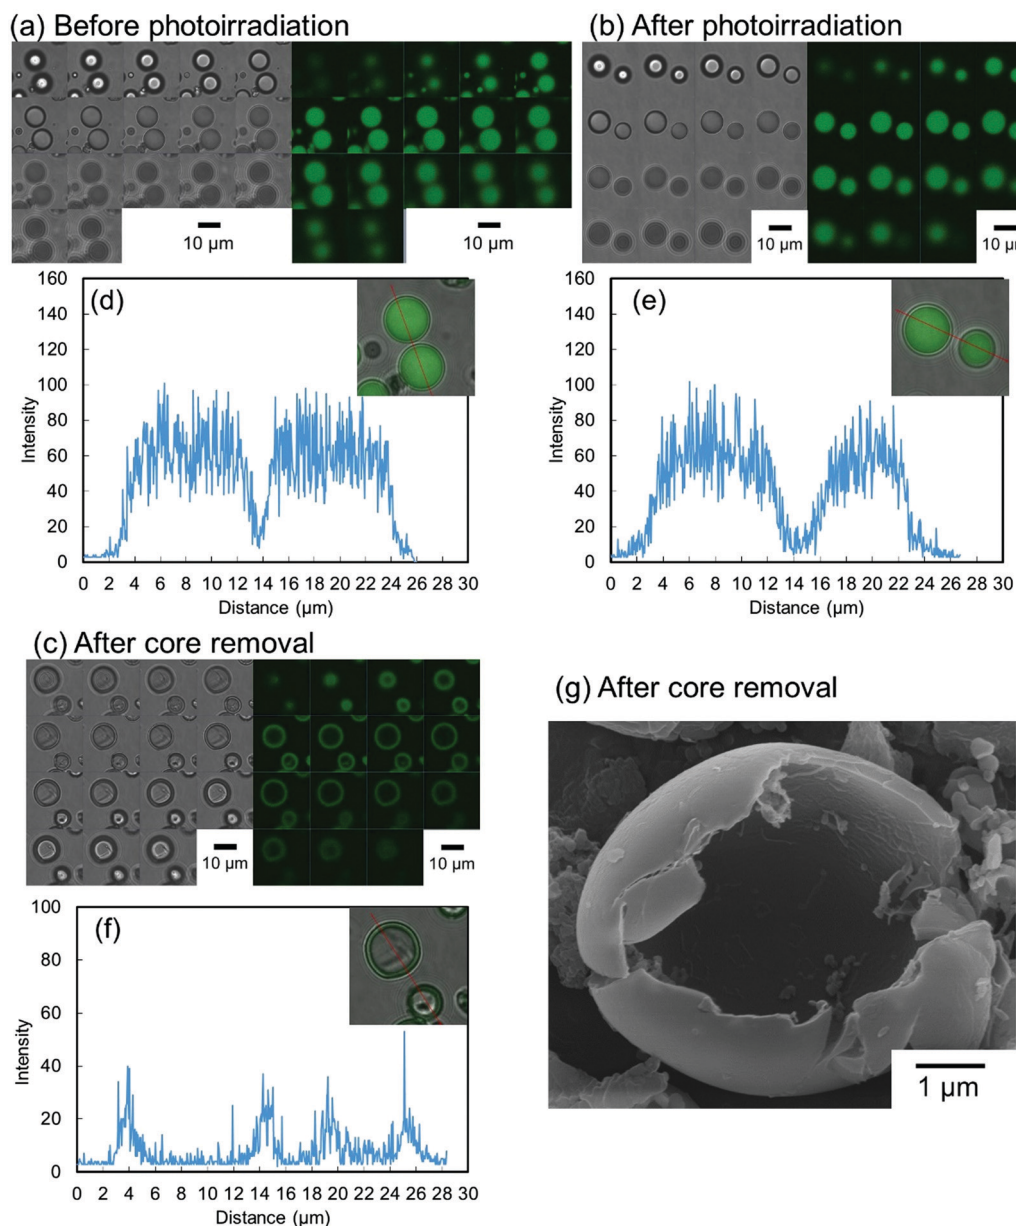 (a) Before photoirradiation
(b) After photoirradiation
10 µm
10 µm
10 µm
10 µm
(d)
160
140
120
100
80
60
40
20
0
Intensity
0 2 4 6 8 10 12 14 16 18 20 22 24 26 28 30
Distance (µm)
(e)
160
140
120
100
80
60
40
20
0
Intensity
0 2 4 6 8 10 12 14 16 18 20 22 24 26 28 30
Distance (µm)
(c) After core removal
10 µm
10 µm
(f)
100
80
60
40
20
0
Intensity
0 2 4 6 8 10 12 14 16 18 20 22 24 26 28 30
Distance (µm)
(g) After core removal
1 µm